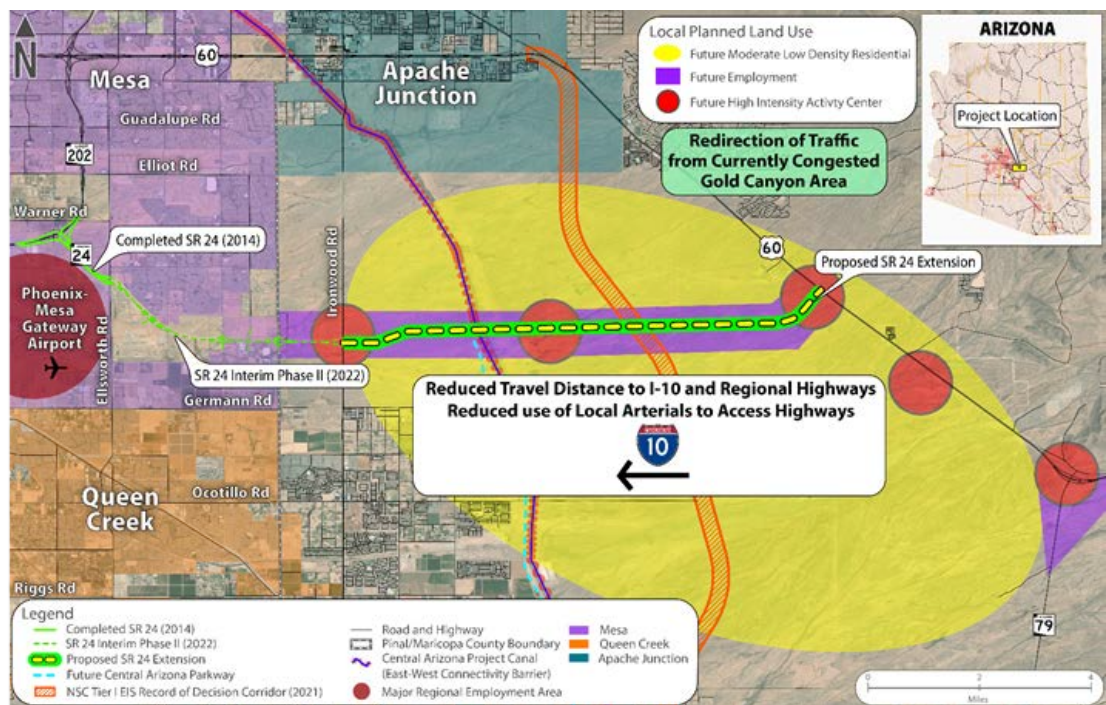 N
60
Mesa
Apache
Junction
Guadalupe Rd
202
Elliot Rd
Warner Rd
24
Completed SR 24 (2014)
Phoenix-
Mesa
Gateway
Airport
Ellsworth Rd
SR 24 Interim Phase II (2022)
Germann Rd
Ironwood Rd
Queen
Creek
Ocotillo Rd
Riggs Rd
Local Planned Land Use
Future Moderate Low Density Residential
Future Employment
Future High Intensity Activty Center
ARIZONA
Project Location
Redirection of Traffic
from Currently Congested
Gold Canyon Area
60
Proposed SR 24 Extension
Reduced Travel Distance to I-10 and Regional Highways
Reduced use of Local Arterials to Access Highways
INTERSTATE
10
79
Legend
Completed SR 24 (2014)
SR 24 Interim Phase II (2022)
Proposed SR 24 Extension
Future Central Arizona Parkway
NSC Tier I EIS Record of Decision Corridor (2021)
Road and Highway
Pinal/Maricopa County Boundary
Central Arizona Project Canal
(East-West Connectivity Barrier)
Major Regional Employment Area
Mesa
Queen Creek
Apache Junction
0 2 4
Miles